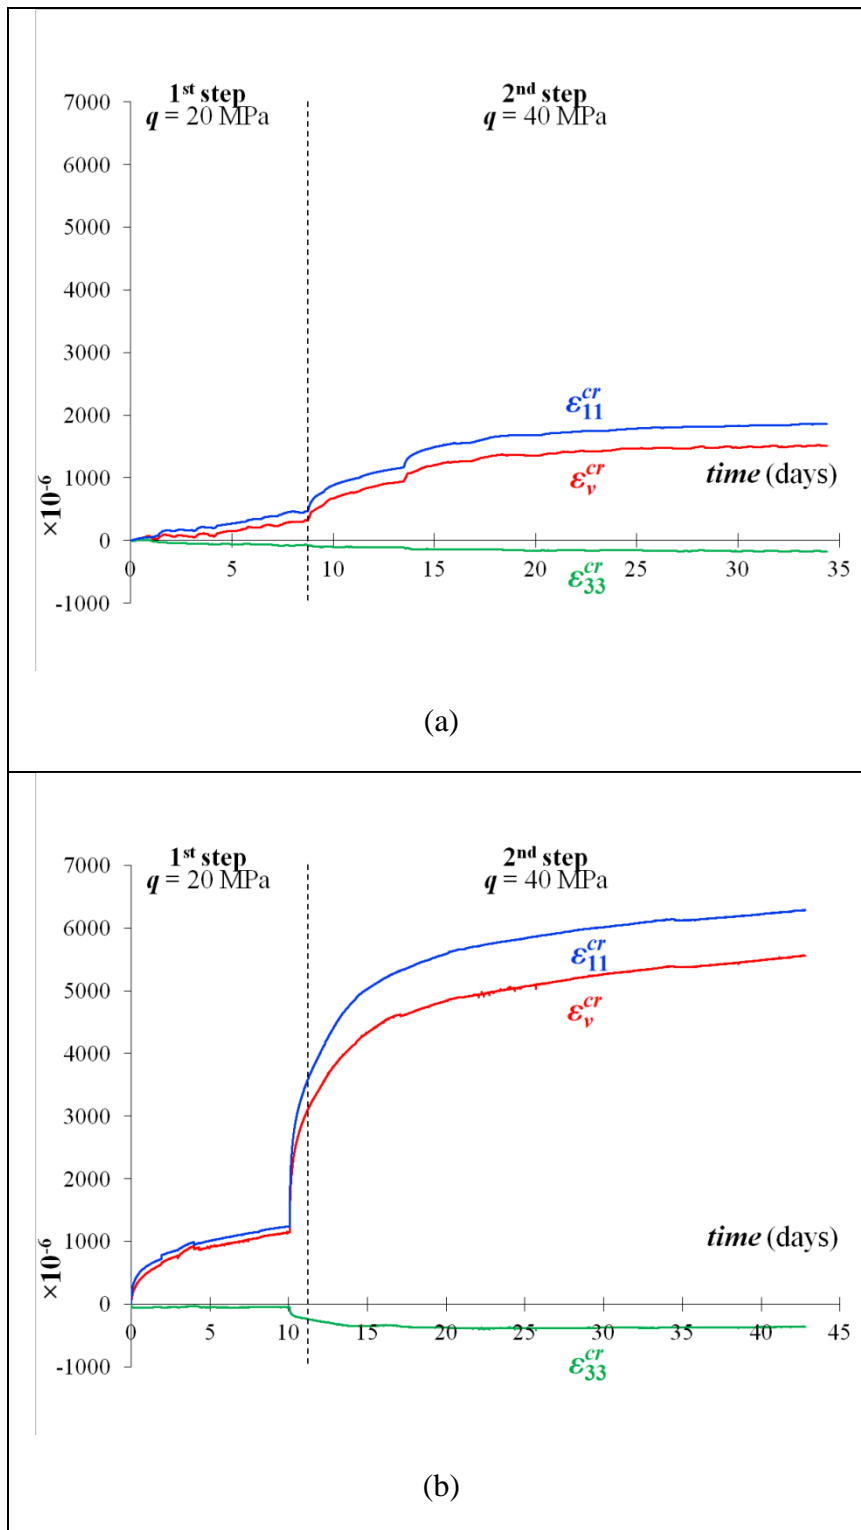 1st step
q = 20 MPa
2nd step
q = 40 MPa
7000
6000
5000
4000
3000
2000
1000
0
-1000
×10-6
ε11cr
εvcr
ε33cr
time (days)
0 5 10 15 20 25 30 35
(a)
1st step
q = 20 MPa
2nd step
q = 40 MPa
7000
6000
5000
4000
3000
2000
1000
0
-1000
×10-6
ε11cr
εvcr
time (days)
0 5 10 15 20 25 30 35 40 45
ε33cr
(b)